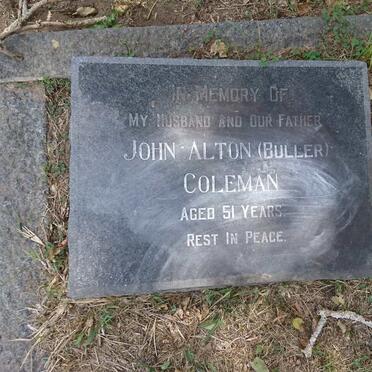 IN MEMORY OF
MY HUSBAND AND OUR FATHER
JOHN ALTON (BULLER)
COLEMAN
AGED 51 YEARS.
REST IN PEACE.